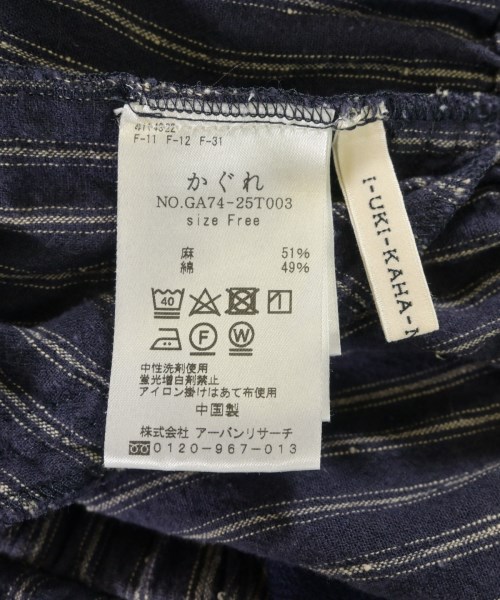 F-11 F-12 F-31
かぐれ
NO.GA74-25T003
size Free
麻 51%
綿 49%
40
F
W
中性洗剤使用
蛍光増白剤禁止
アイロン掛けはあて布使用
中国製
株式会社 アーバンリサーチ
0120-967-013
-UKI-KAHA-